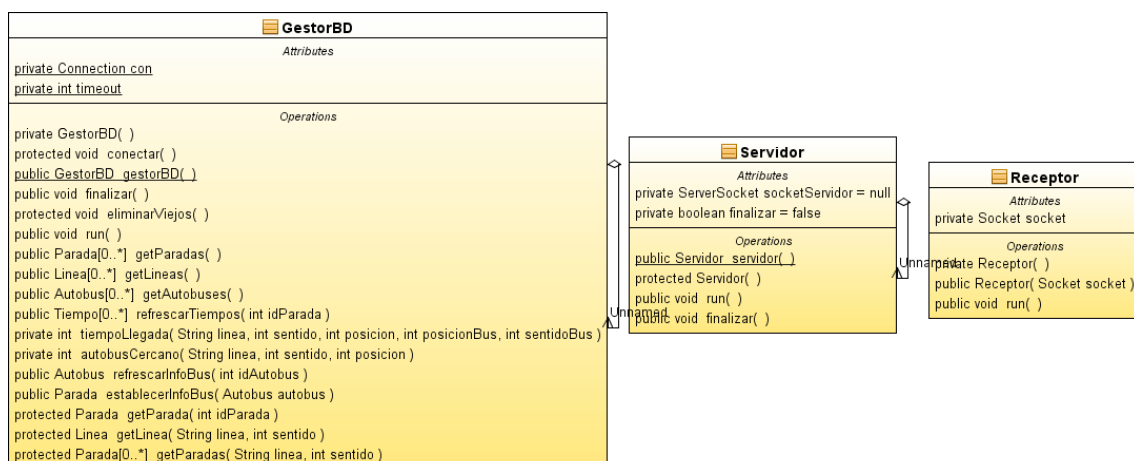 GestorBD
Attributes
private Connection con
private int timeout
Operations
private GestorBD( )
protected void conectar( )
public GestorBD gestorBD( )
public void finalizar( )
protected void eliminarViejos( )
public void run( )
public Parada[0..*] getParadas( )
public Linea[0..*] getLineas( )
public Autobus[0..*] getAutobuses( )
public Tiempo[0..*] refrescarTiempos( int idParada )
private int tiempoLlegada( String linea, int sentido, int posicion, int posicionBus, int sentidoBus )
private int autobusCercano( String linea, int sentido, int posicion )
public Autobus refrescarInfoBus( int idAutobus )
public Parada establecerInfoBus( Autobus autobus )
protected Parada getParada( int idParada )
protected Linea getLinea( String linea, int sentido )
protected Parada[0..*] getParadas( String linea, int sentido )
Unnamed
Servidor
Attributes
private ServerSocket socketServidor = null
private boolean finalizar = false
Operations
public Servidor servidor( )
protected Servidor( )
public void run( )
public void finalizar( )
Unnamed
Receptor
Attributes
private Socket socket
Operations
private Receptor( )
public Receptor( Socket socket )
public void run( )